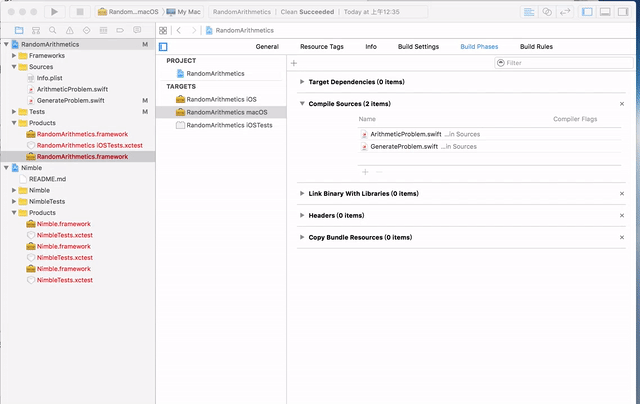 Random...macOS My Mac RandomArithmetics | Clean Succeeded | Today at 上午12:35
RandomArithmetics
General Resource Tags Info Build Settings Build Phases Build Rules
Filter
RandomArithmetics M
Frameworks
Sources
Info.plist
ArithmeticProblem.swift
GenerateProblem.swift M
Tests M
Products
RandomArithmetics.framework
RandomArithmetics iOSTests.xctest
RandomArithmetics.framework
Nimble
README.md
Nimble
NimbleTests
Products
Nimble.framework
NimbleTests.xctest
Nimble.framework
NimbleTests.xctest
Nimble.framework
NimbleTests.xctest
PROJECT
RandomArithmetics
TARGETS
RandomArithmetics iOS
RandomArithmetics macOS
RandomArithmetics iOSTests
Target Dependencies (0 items)
Compile Sources (2 items)
Name Compiler Flags
ArithmeticProblem.swift ...in Sources
GenerateProblem.swift ...in Sources
Link Binary With Libraries (0 items)
Headers (0 items)
Copy Bundle Resources (0 items)